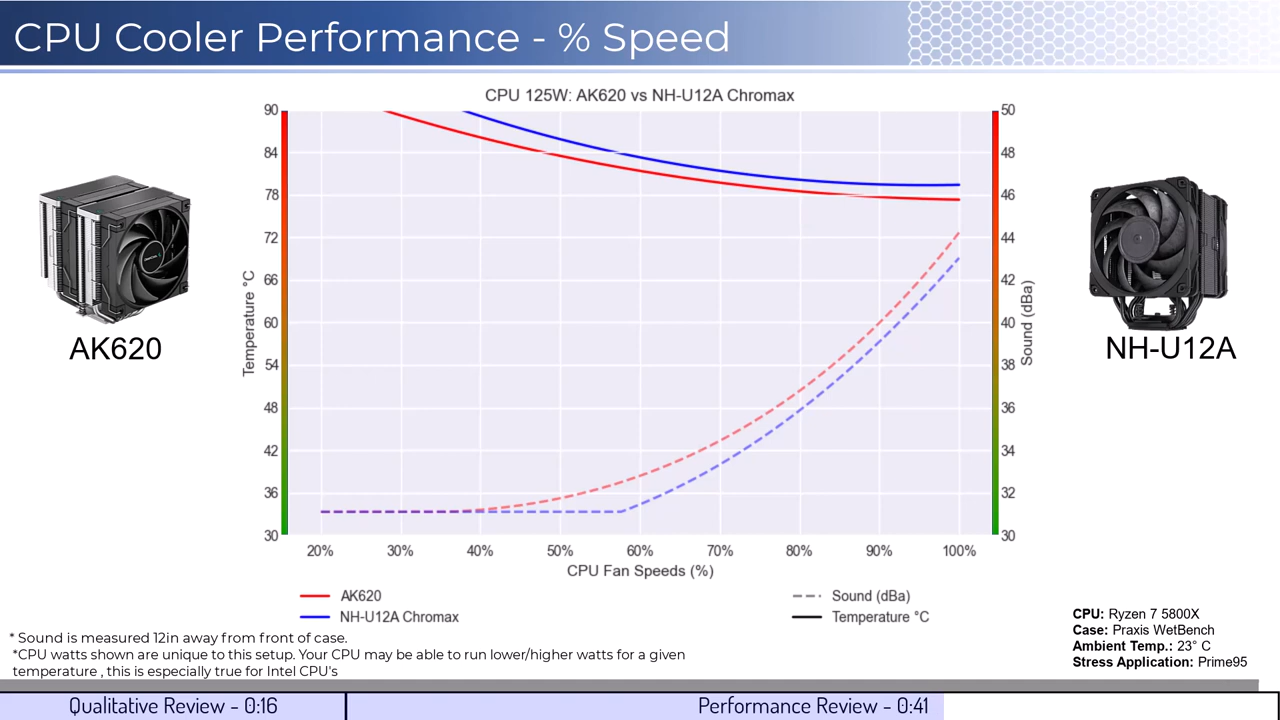 CPU Cooler Performance - % Speed
CPU 125W: AK620 vs NH-U12A Chromax
90
84
78
72
66
60
54
48
42
36
30
Temperature °C
50
48
46
44
42
40
38
36
34
32
30
Sound (dBa)
20% 30% 40% 50% 60% 70% 80% 90% 100%
CPU Fan Speeds (%)
AK620
NH-U12A Chromax
Sound (dBa)
Temperature °C
AK620
NH-U12A
* Sound is measured 12in away from front of case.
*CPU watts shown are unique to this setup. Your CPU may be able to run lower/higher watts for a given
temperature , this is especially true for Intel CPU's
CPU: Ryzen 7 5800X
Case: Praxis WetBench
Ambient Temp.: 23° C
Stress Application: Prime95
Qualitative Review - 0:16
Performance Review - 0:41